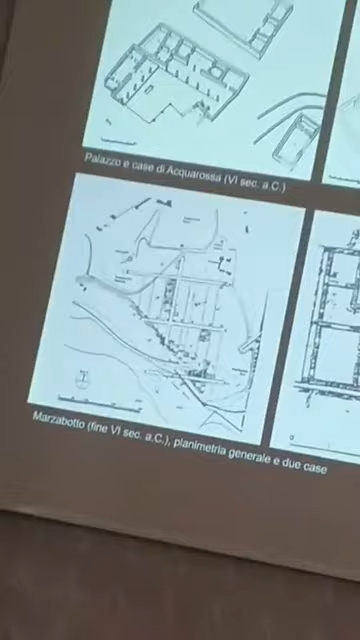 Palazzo e case di Acquarossa (VI sec. a.C.)
Marzabotto (fine VI sec. a.C.), planimetria generale e due case